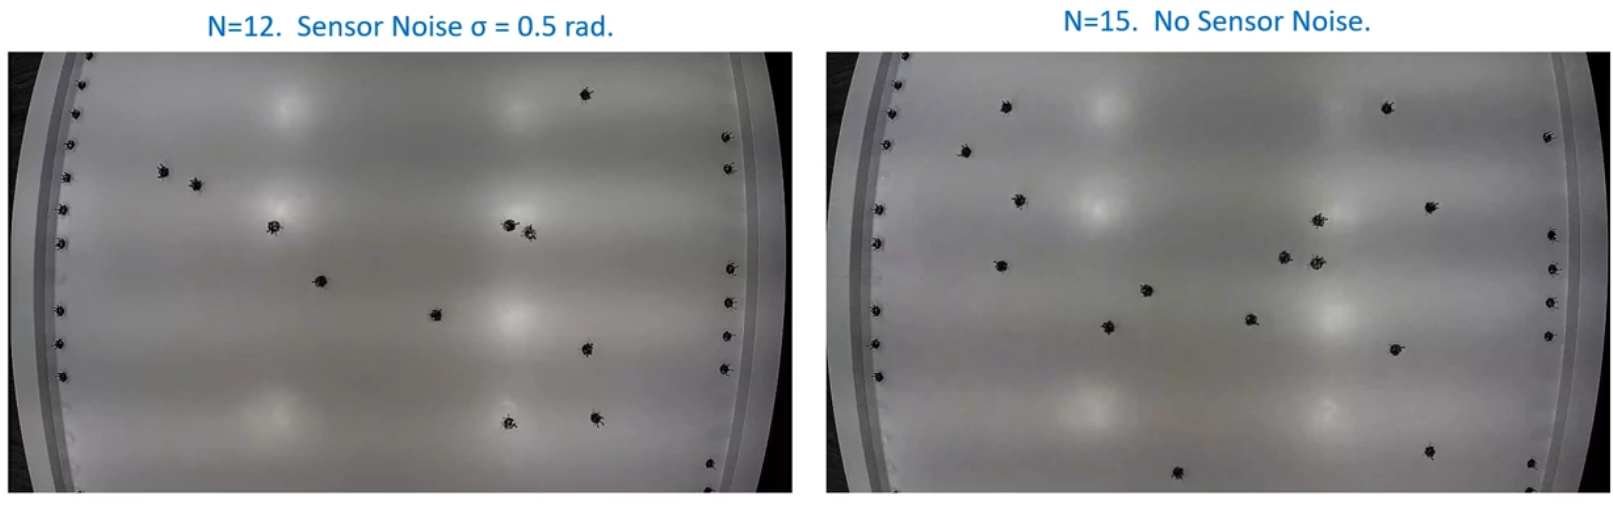 N=12.  Sensor Noise σ = 0.5 rad.
N=15.  No Sensor Noise.